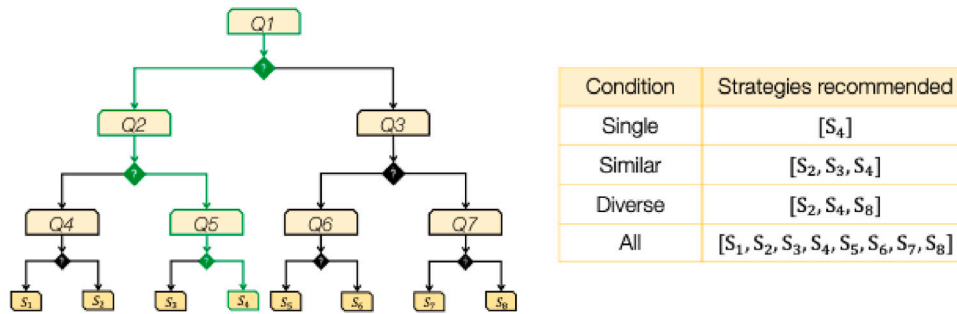 Q1
?
Q2
Q3
?
?
Q4
Q5
Q6
Q7
?
?
?
?
S₁
S₂
S₃
S₄
S₅
S₆
S₇
S₈
Condition Strategies recommended
Single [S₄]
Similar [S₂, S₃, S₄]
Diverse [S₂, S₄, S₈]
All [S₁, S₂, S₃, S₄, S₅, S₆, S₇, S₈]